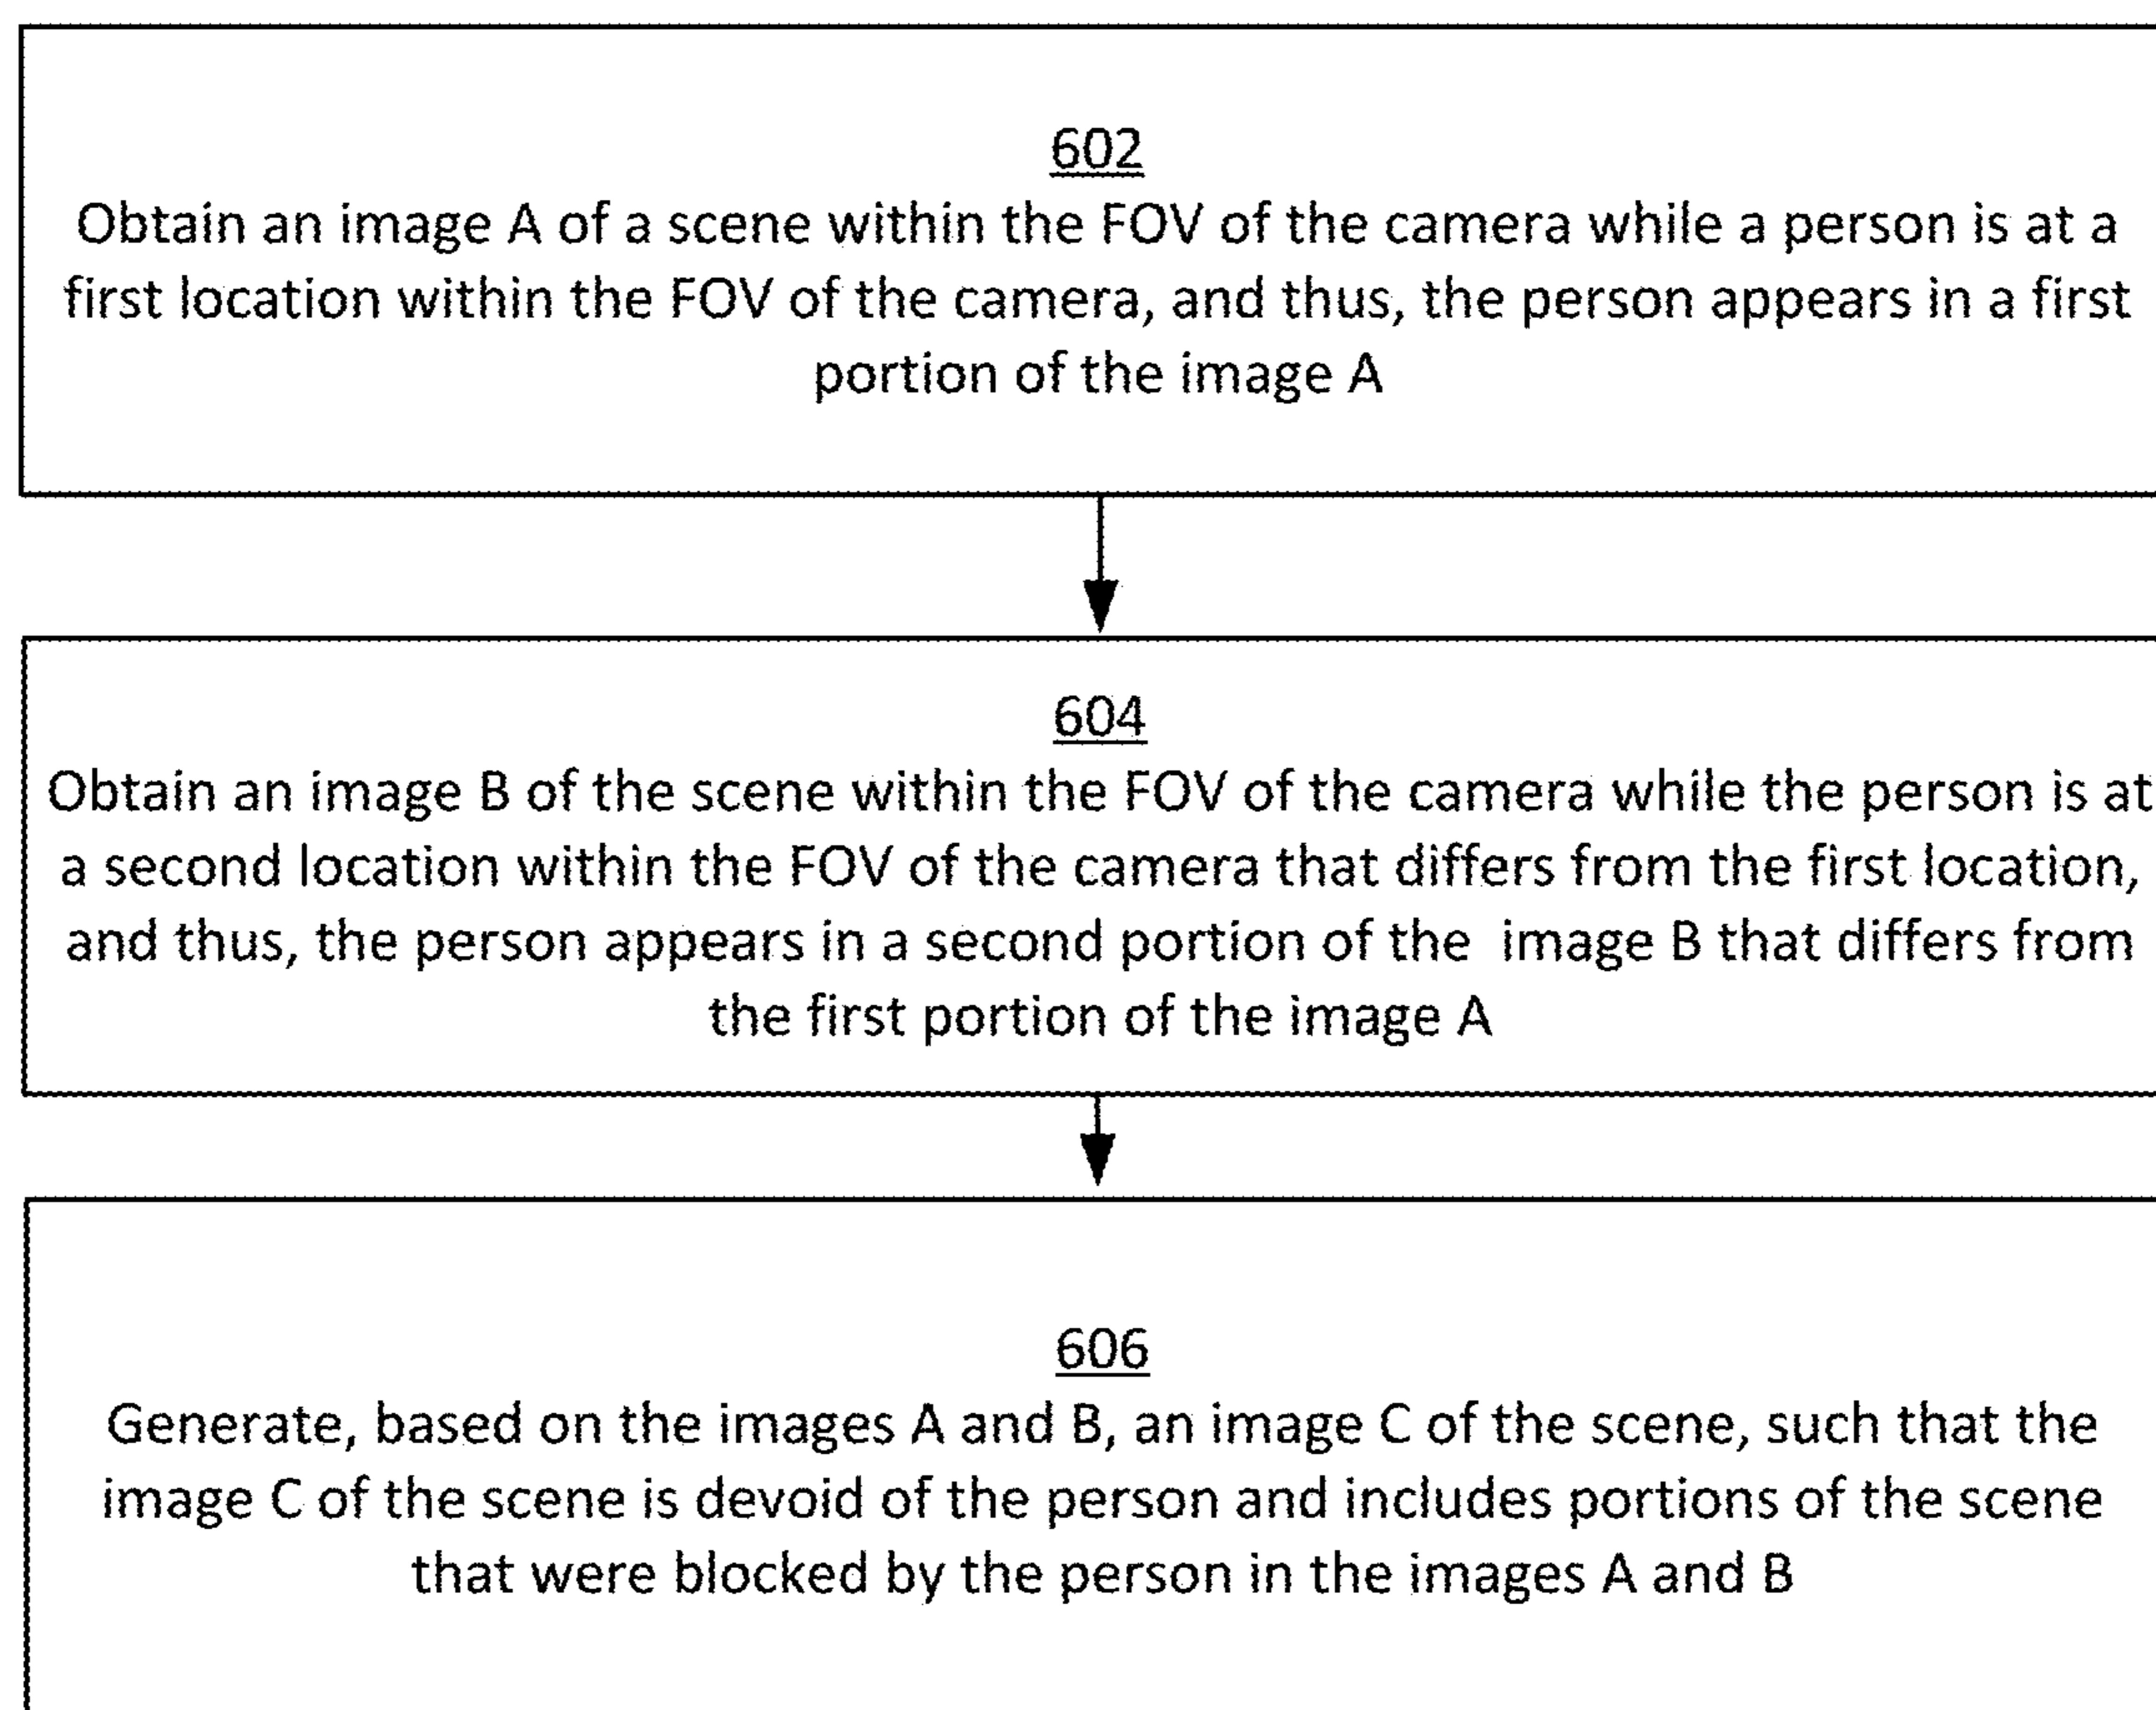 602
Obtain an image A of a scene within the FOV of the camera while a person is at a
first location within the FOV of the camera, and thus, the person appears in a first
portion of the image A
604
Obtain an image B of the scene within the FOV of the camera while the person is at
a second location within the FOV of the camera that differs from the first location,
and thus, the person appears in a second portion of the image B that differs from
the first portion of the image A
606
Generate, based on the images A and B, an image C of the scene, such that the
image C of the scene is devoid of the person and includes portions of the scene
that were blocked by the person in the images A and B